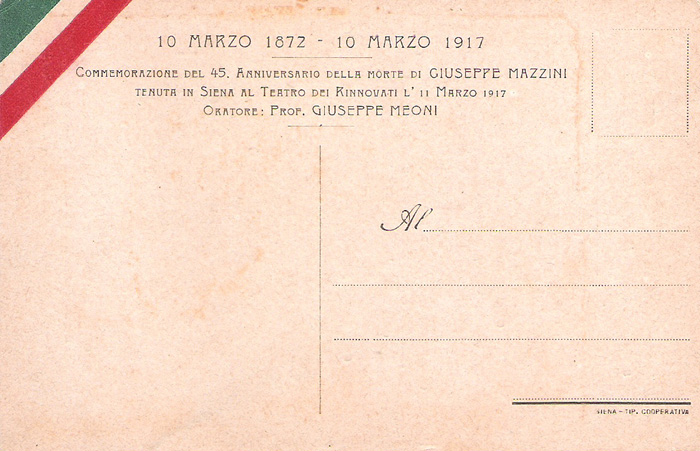 10 MARZO 1872 - 10 MARZO 1917
COMMEMORAZIONE DEL 45. ANNIVERSARIO DELLA MORTE DI GIUSEPPE MAZZINI
TENUTA IN SIENA AL TEATRO DEI RINNOVATI L' 11 MARZO 1917
ORATORE: PROF. GIUSEPPE MEONI
Al
SIENA - TIP. COOPERATIVA